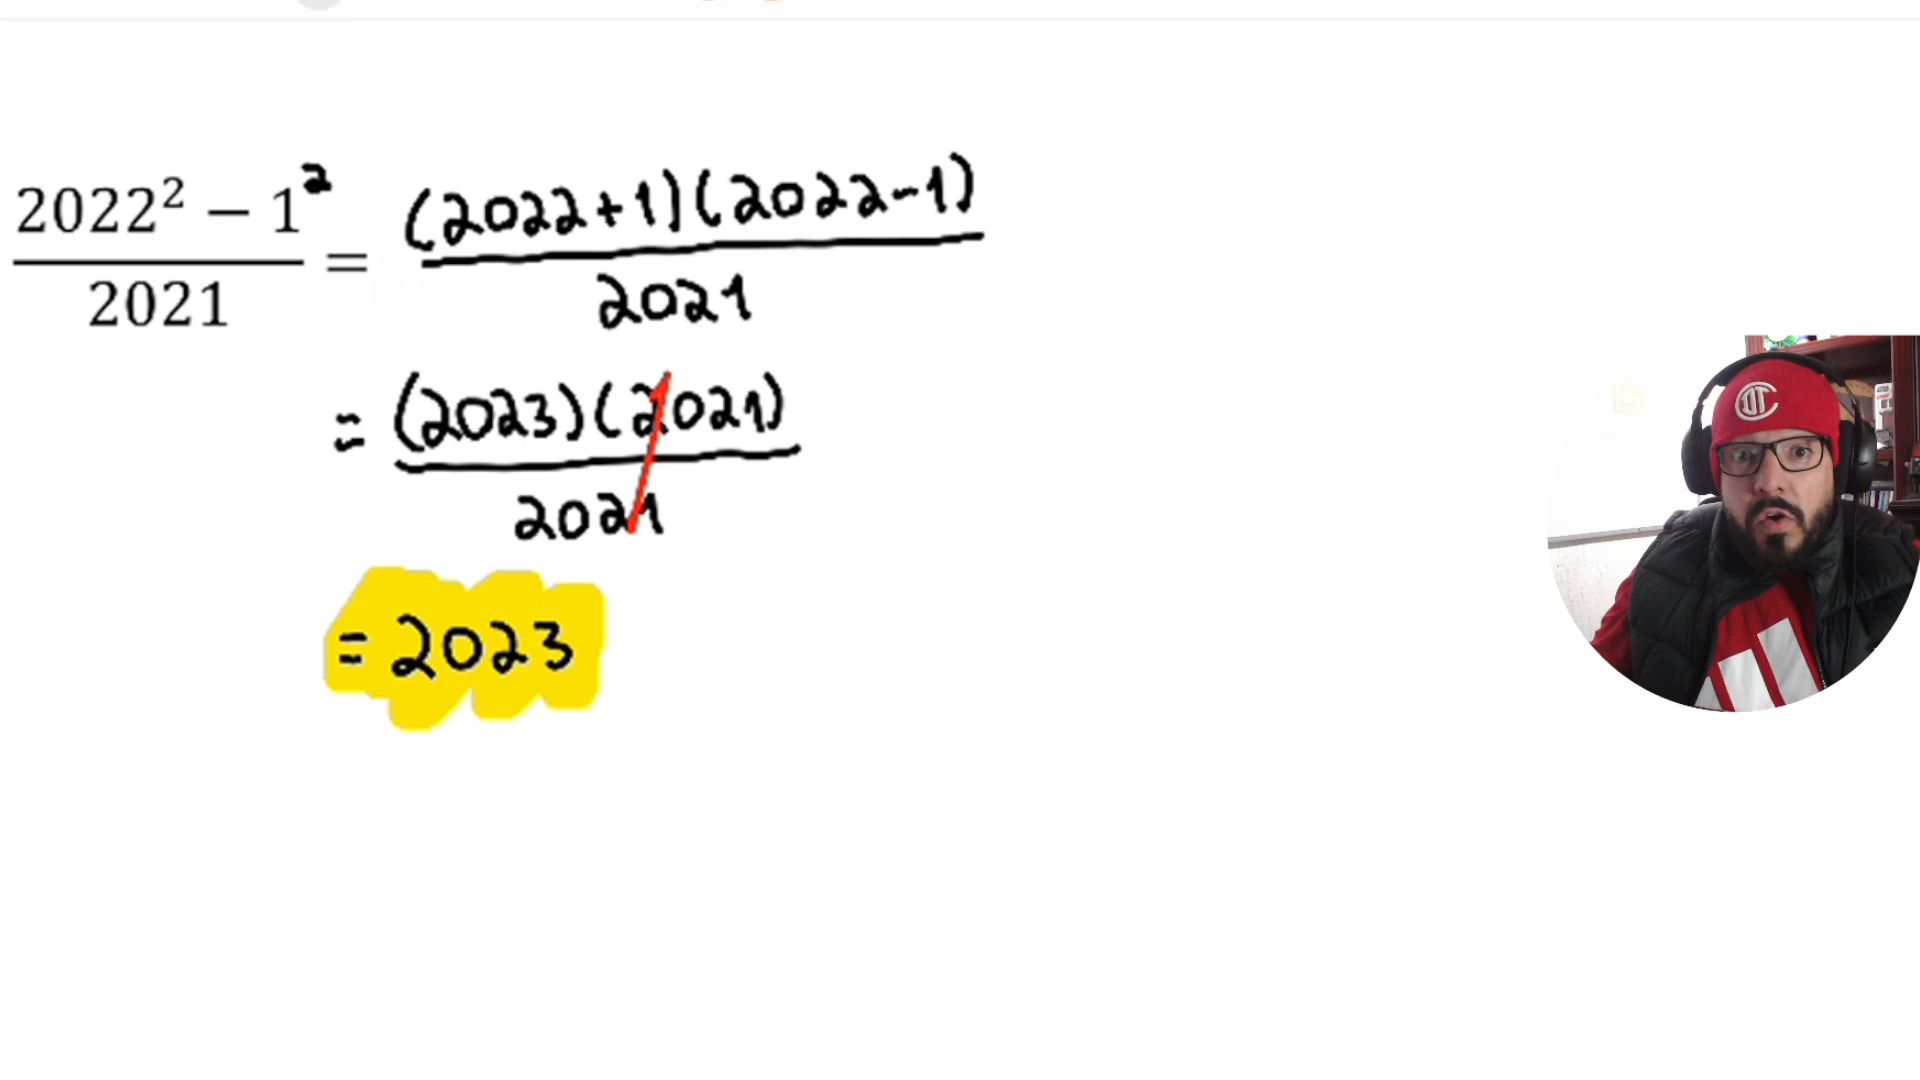 2022² − 1² / 2021 = (2022+1)(2022−1) / 2021
= (2023)(2021) / 2021
= 2023